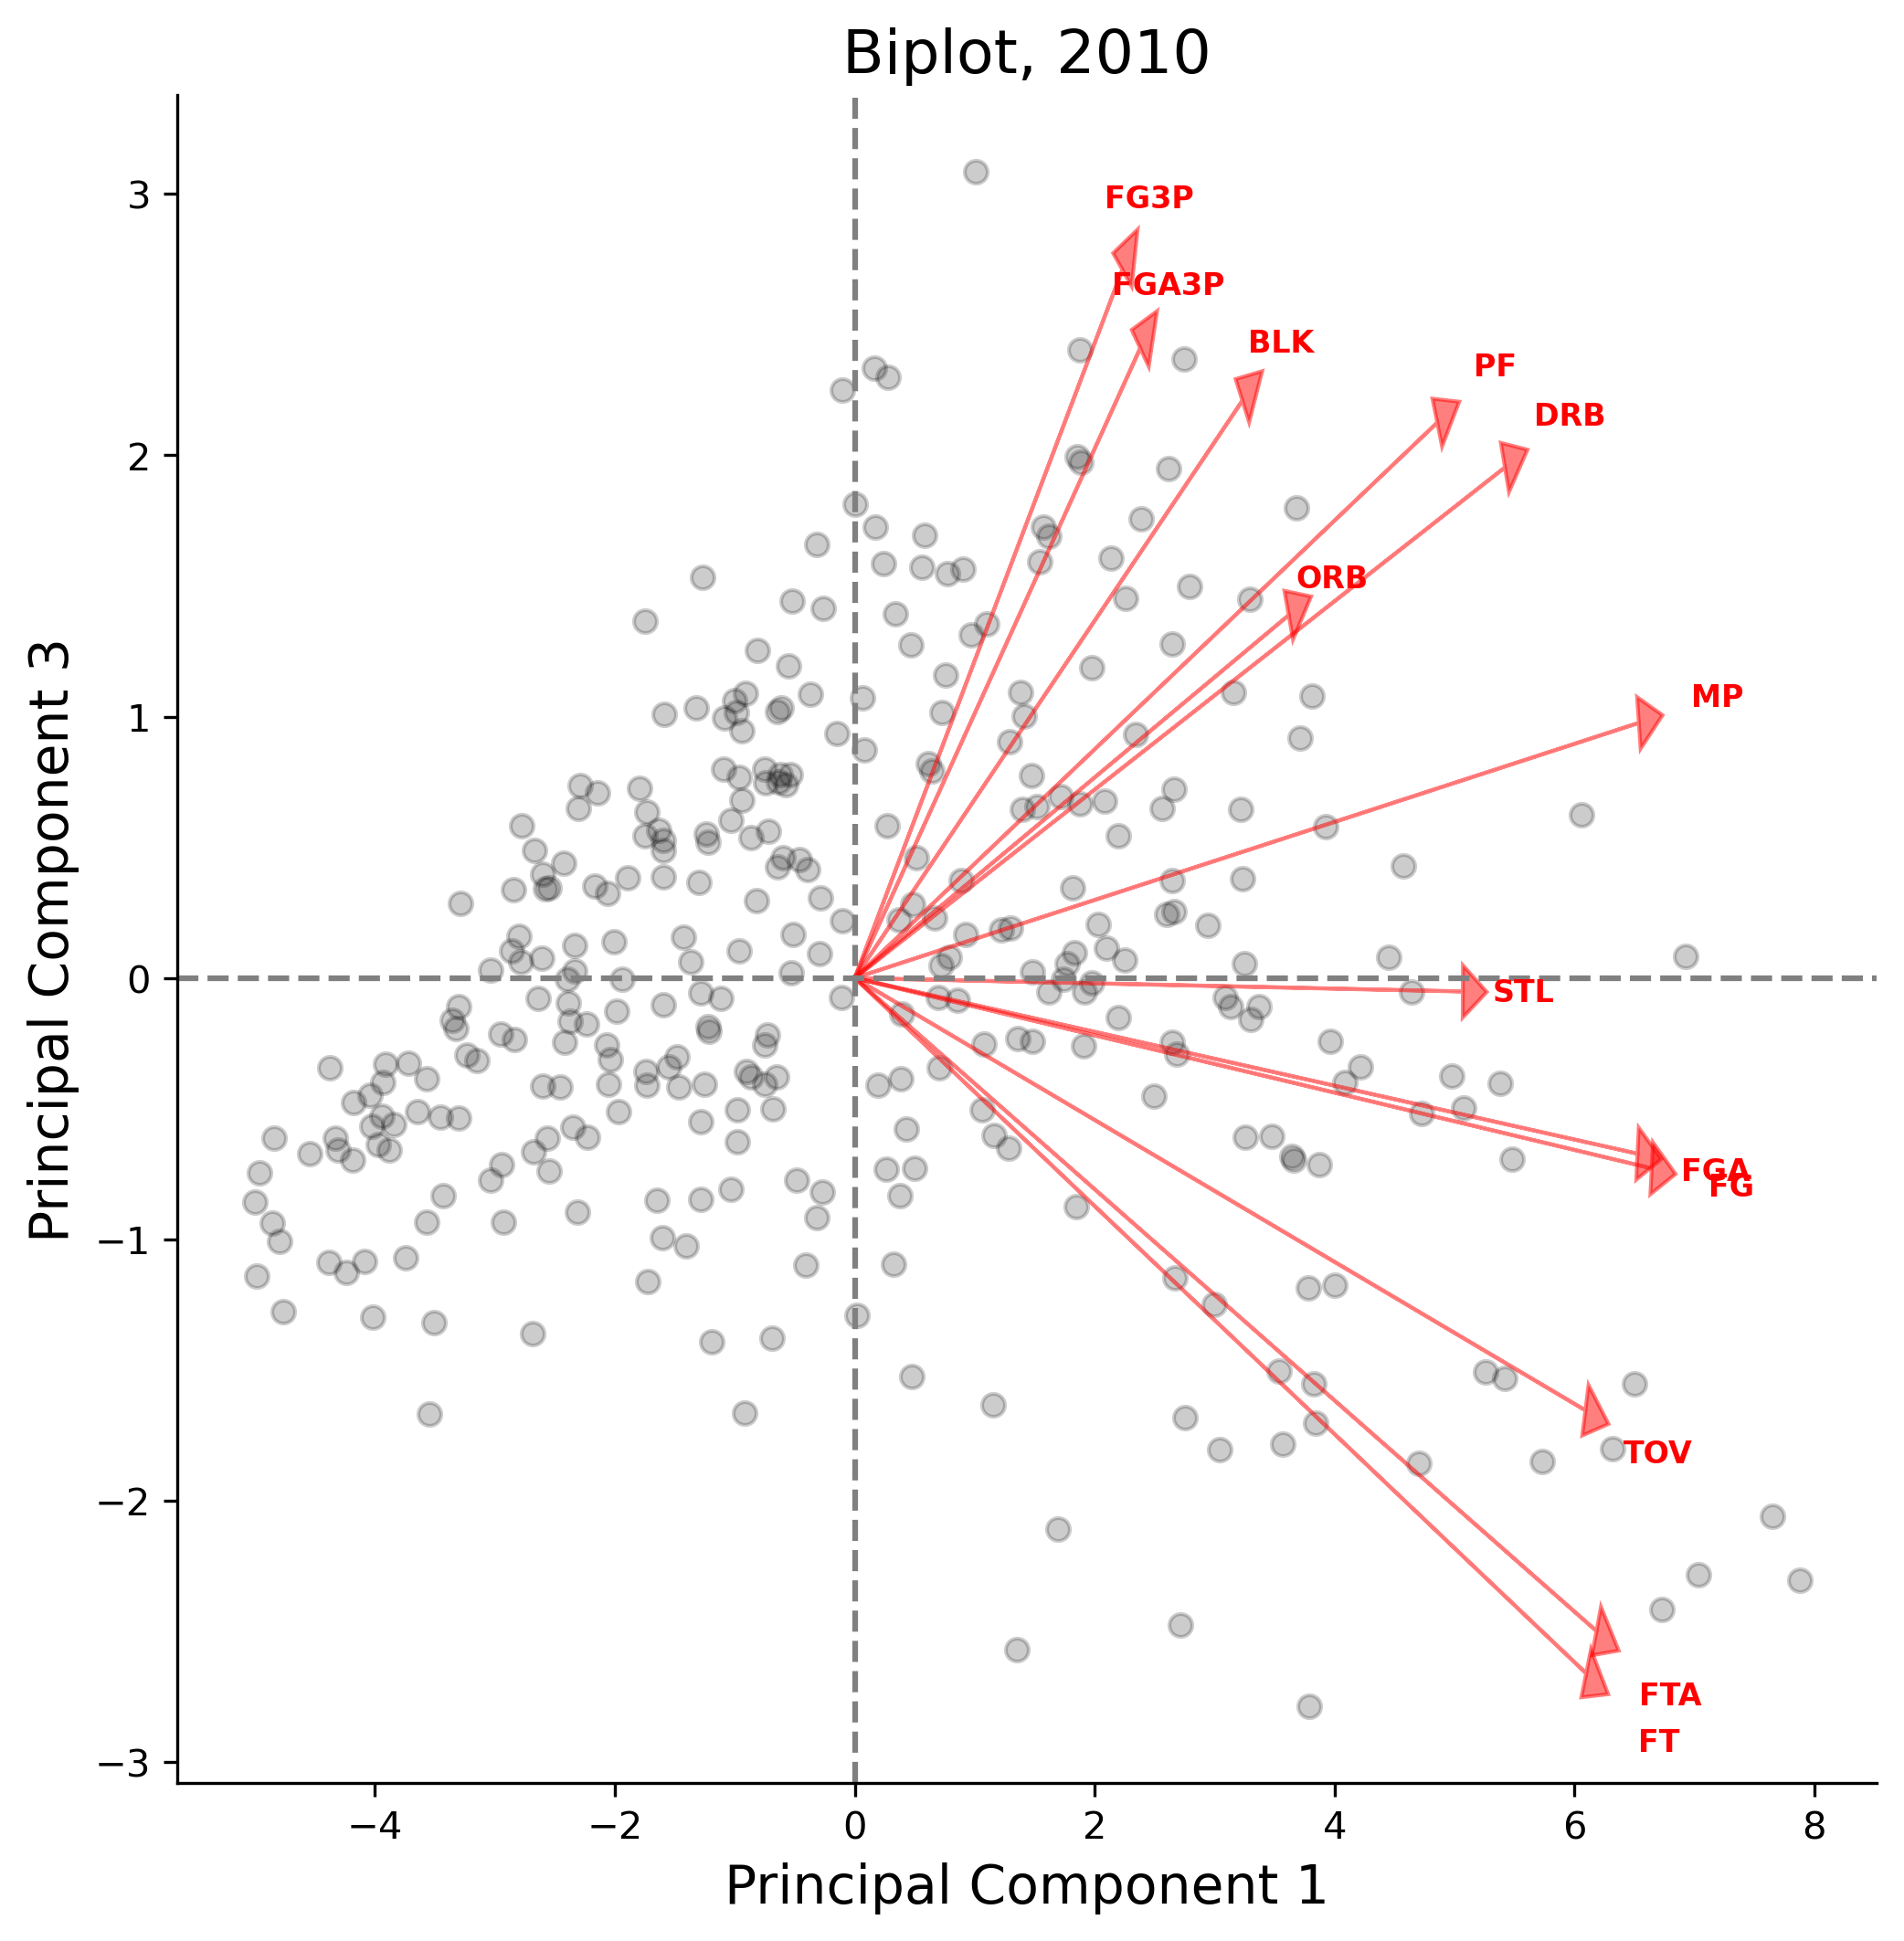 Biplot, 2010
Principal Component 3
3
2
1
0
−1
−2
−3
FG3P
FGA3P
BLK
PF
DRB
ORB
MP
STL
FGA
FG
TOV
FTA
FT
−4
−2
0
2
4
6
8
Principal Component 1